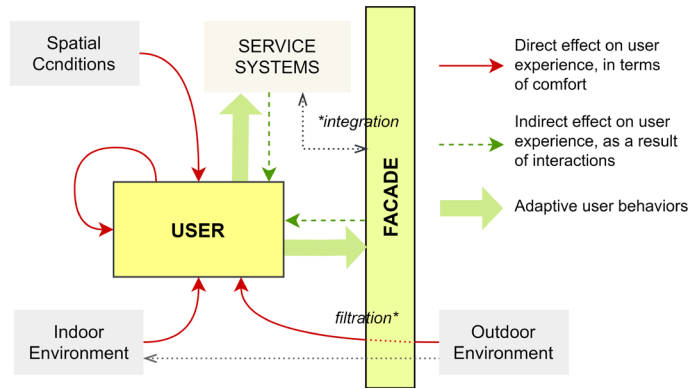 Spatial
Ccnditions
SERVICE
SYSTEMS
*integration
FACADE
USER
filtration*
Indoor
Environment
Outdoor
Environment
Direct effect on user
experience, in terms
of comfort
Indirect effect on user
experience, as a result
of interactions
Adaptive user behaviors